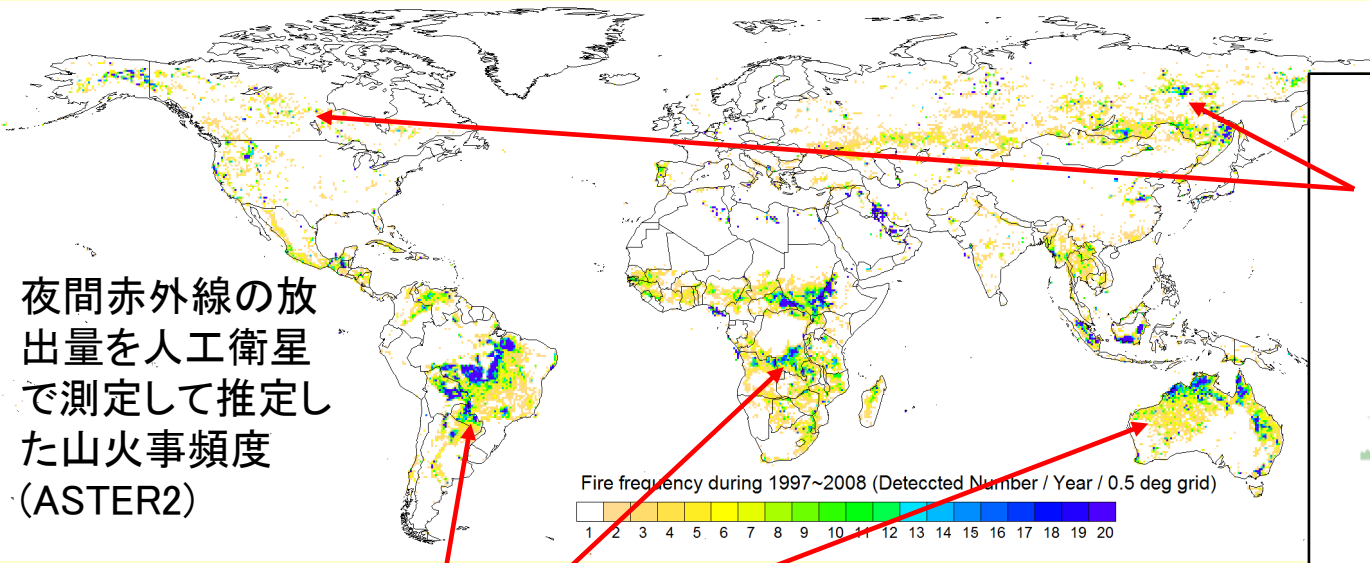 夜間赤外線の放
出量を人工衛星
で測定して推定し
た山火事頻度
(ASTER2)
Fire frequency during 1997~2008 (Deteccted Number / Year / 0.5 deg grid)
1 2 3 4 5 6 7 8 9 10 11 12 13 14 15 16 17 18 19 20